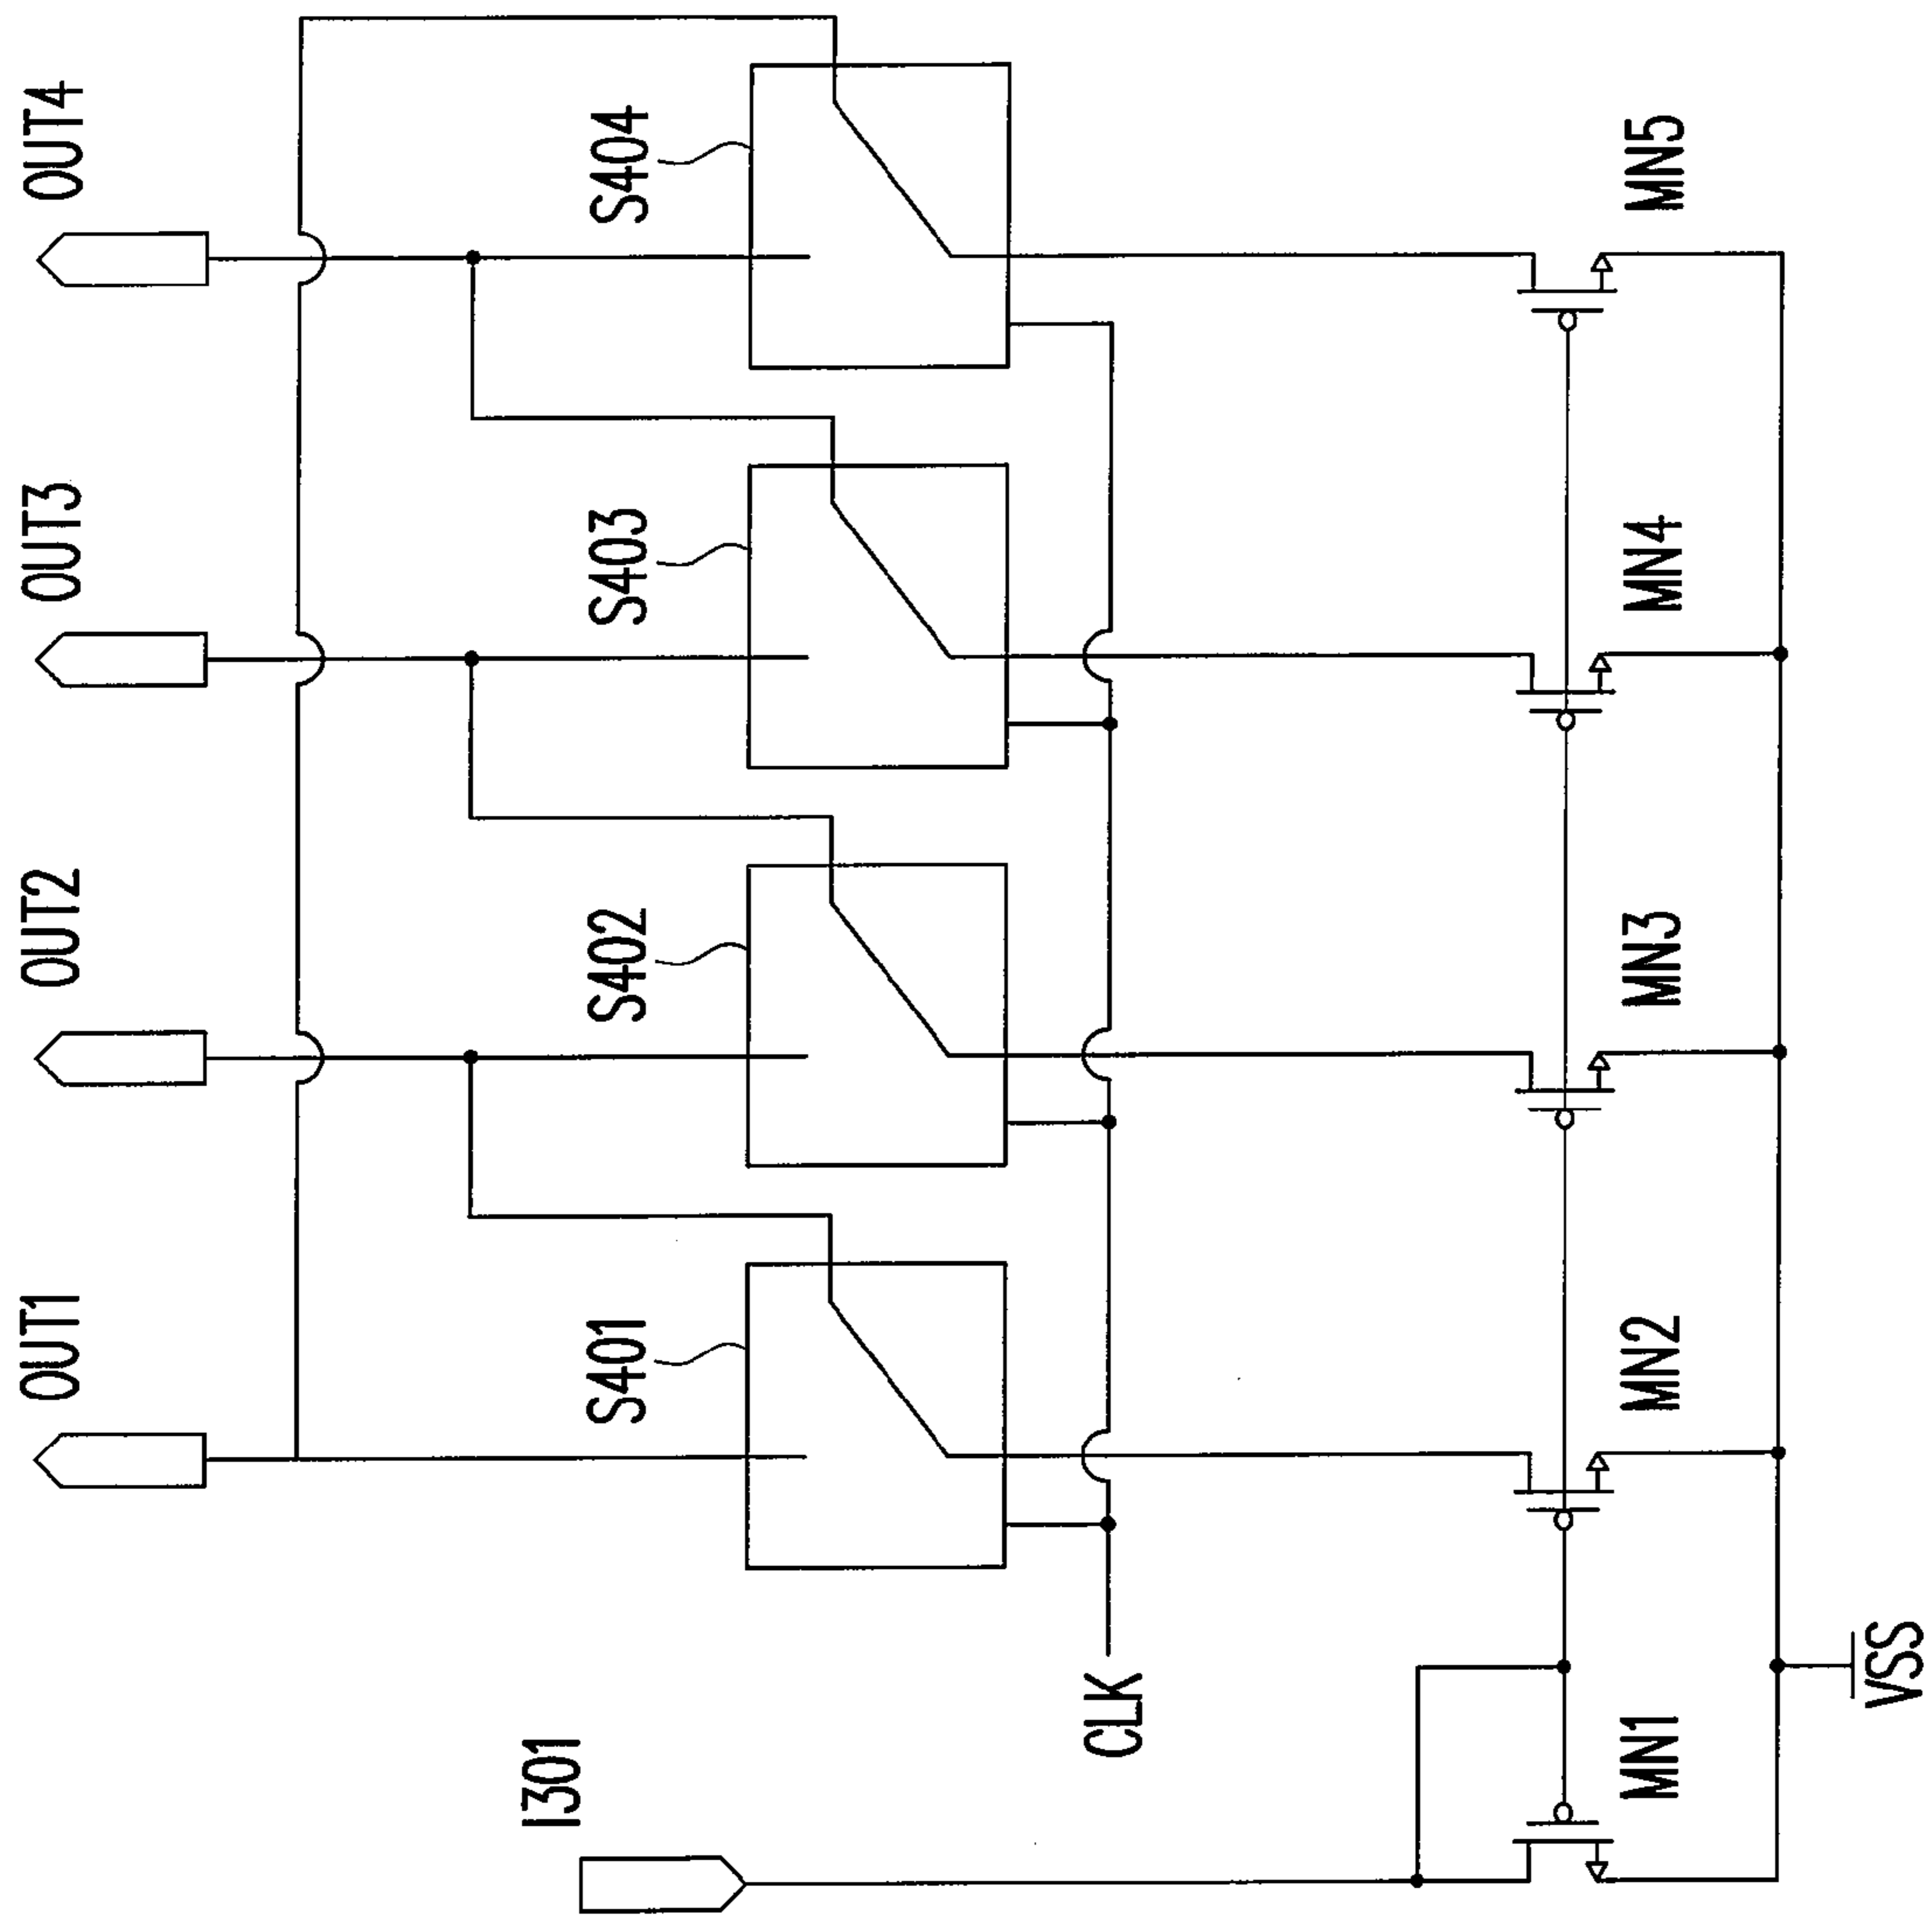 OUT1
OUT2
OUT3
OUT4
I301
S401
S402
S403
S404
CLK
MN1
MN2
MN3
MN4
MN5
VSS